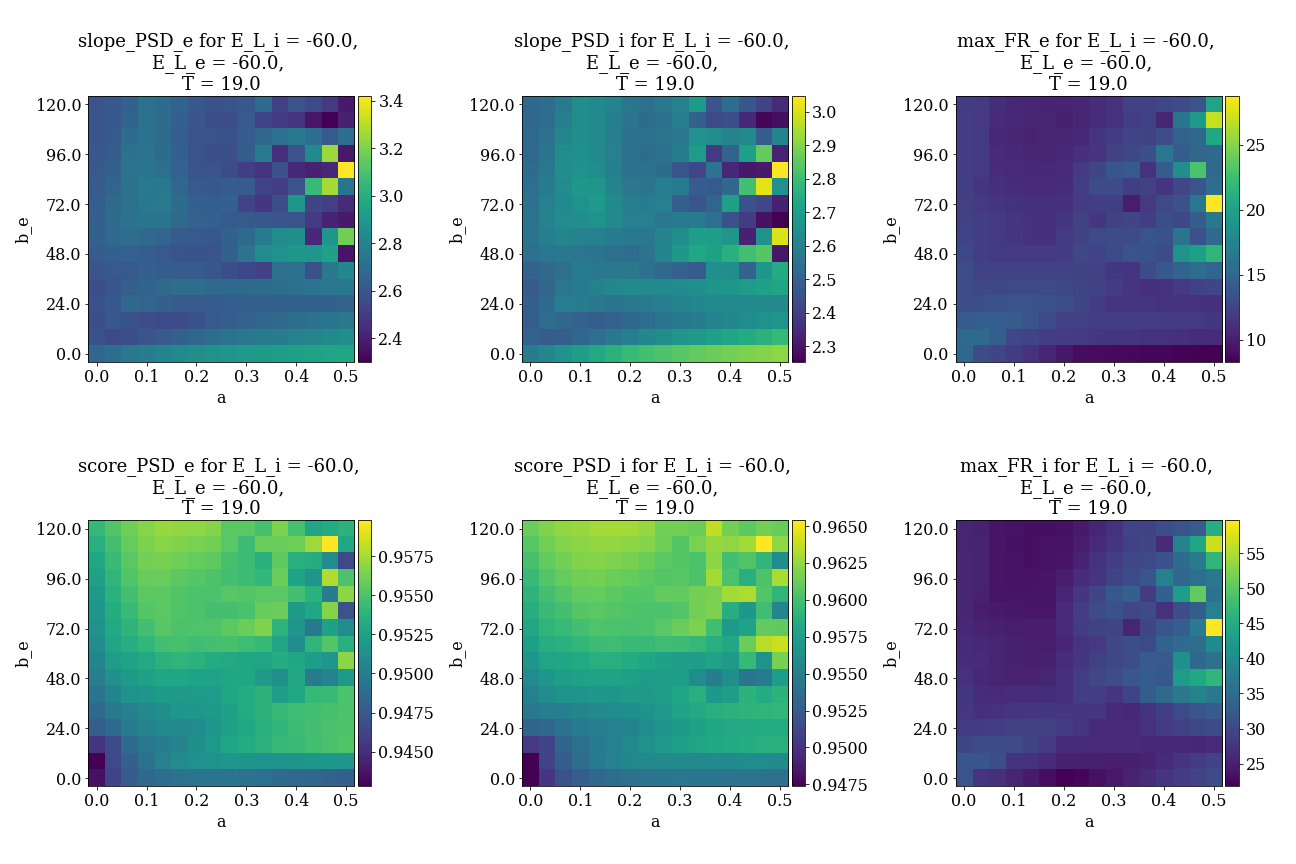 slope_PSD_e for E_L_i = -60.0,
E_L_e = -60.0,
T = 19.0
120.0
96.0
72.0
48.0
24.0
0.0
b_e
0.0 0.1 0.2 0.3 0.4 0.5
a
3.4
3.2
3.0
2.8
2.6
2.4
slope_PSD_i for E_L_i = -60.0,
E_L_e = -60.0,
T = 19.0
120.0
96.0
72.0
48.0
24.0
0.0
b_e
0.0 0.1 0.2 0.3 0.4 0.5
a
3.0
2.9
2.8
2.7
2.6
2.5
2.4
2.3
max_FR_e for E_L_i = -60.0,
E_L_e = -60.0,
T = 19.0
120.0
96.0
72.0
48.0
24.0
0.0
b_e
0.0 0.1 0.2 0.3 0.4 0.5
a
25
20
15
10
score_PSD_e for E_L_i = -60.0,
E_L_e = -60.0,
T = 19.0
120.0
96.0
72.0
48.0
24.0
0.0
b_e
0.0 0.1 0.2 0.3 0.4 0.5
a
0.9575
0.9550
0.9525
0.9500
0.9475
0.9450
score_PSD_i for E_L_i = -60.0,
E_L_e = -60.0,
T = 19.0
120.0
96.0
72.0
48.0
24.0
0.0
b_e
0.0 0.1 0.2 0.3 0.4 0.5
a
0.9650
0.9625
0.9600
0.9575
0.9550
0.9525
0.9500
0.9475
max_FR_i for E_L_i = -60.0,
E_L_e = -60.0,
T = 19.0
120.0
96.0
72.0
48.0
24.0
0.0
b_e
0.0 0.1 0.2 0.3 0.4 0.5
a
55
50
45
40
35
30
25